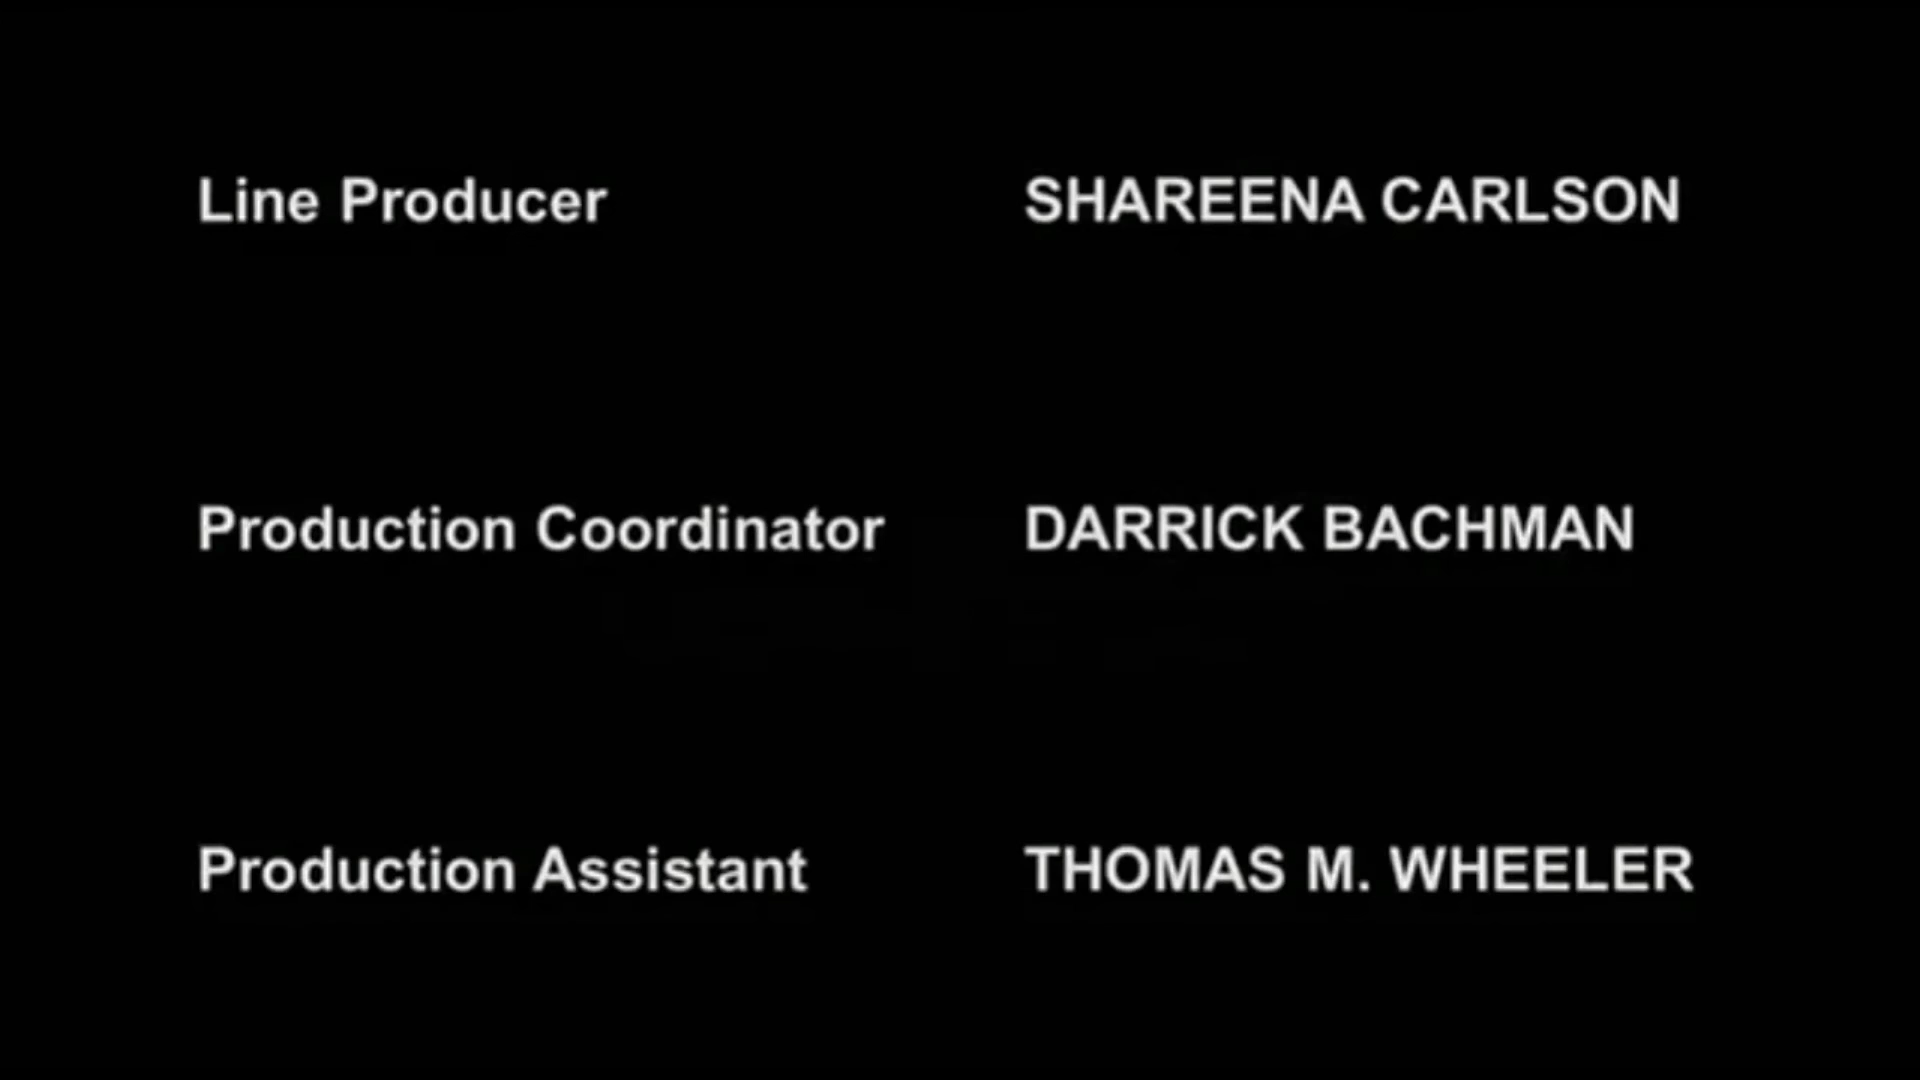 Line Producer SHAREENA CARLSON
Production Coordinator DARRICK BACHMAN
Production Assistant THOMAS M. WHEELER